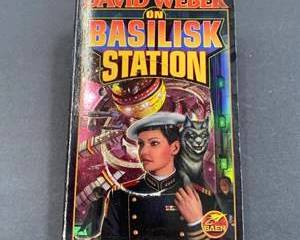 DAVID WEBER
ON
BASILISK
STATION
BAEN